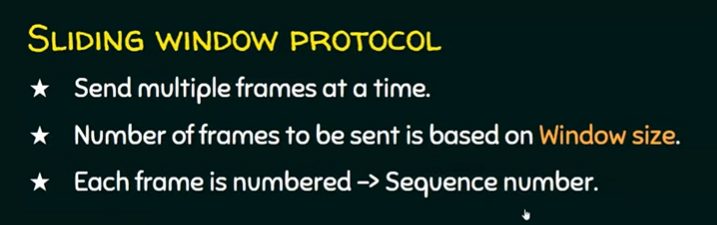 SLIDING WINDOW PROTOCOL
★ Send multiple frames at a time.
★ Number of frames to be sent is based on Window size.
★ Each frame is numbered -> Sequence number.